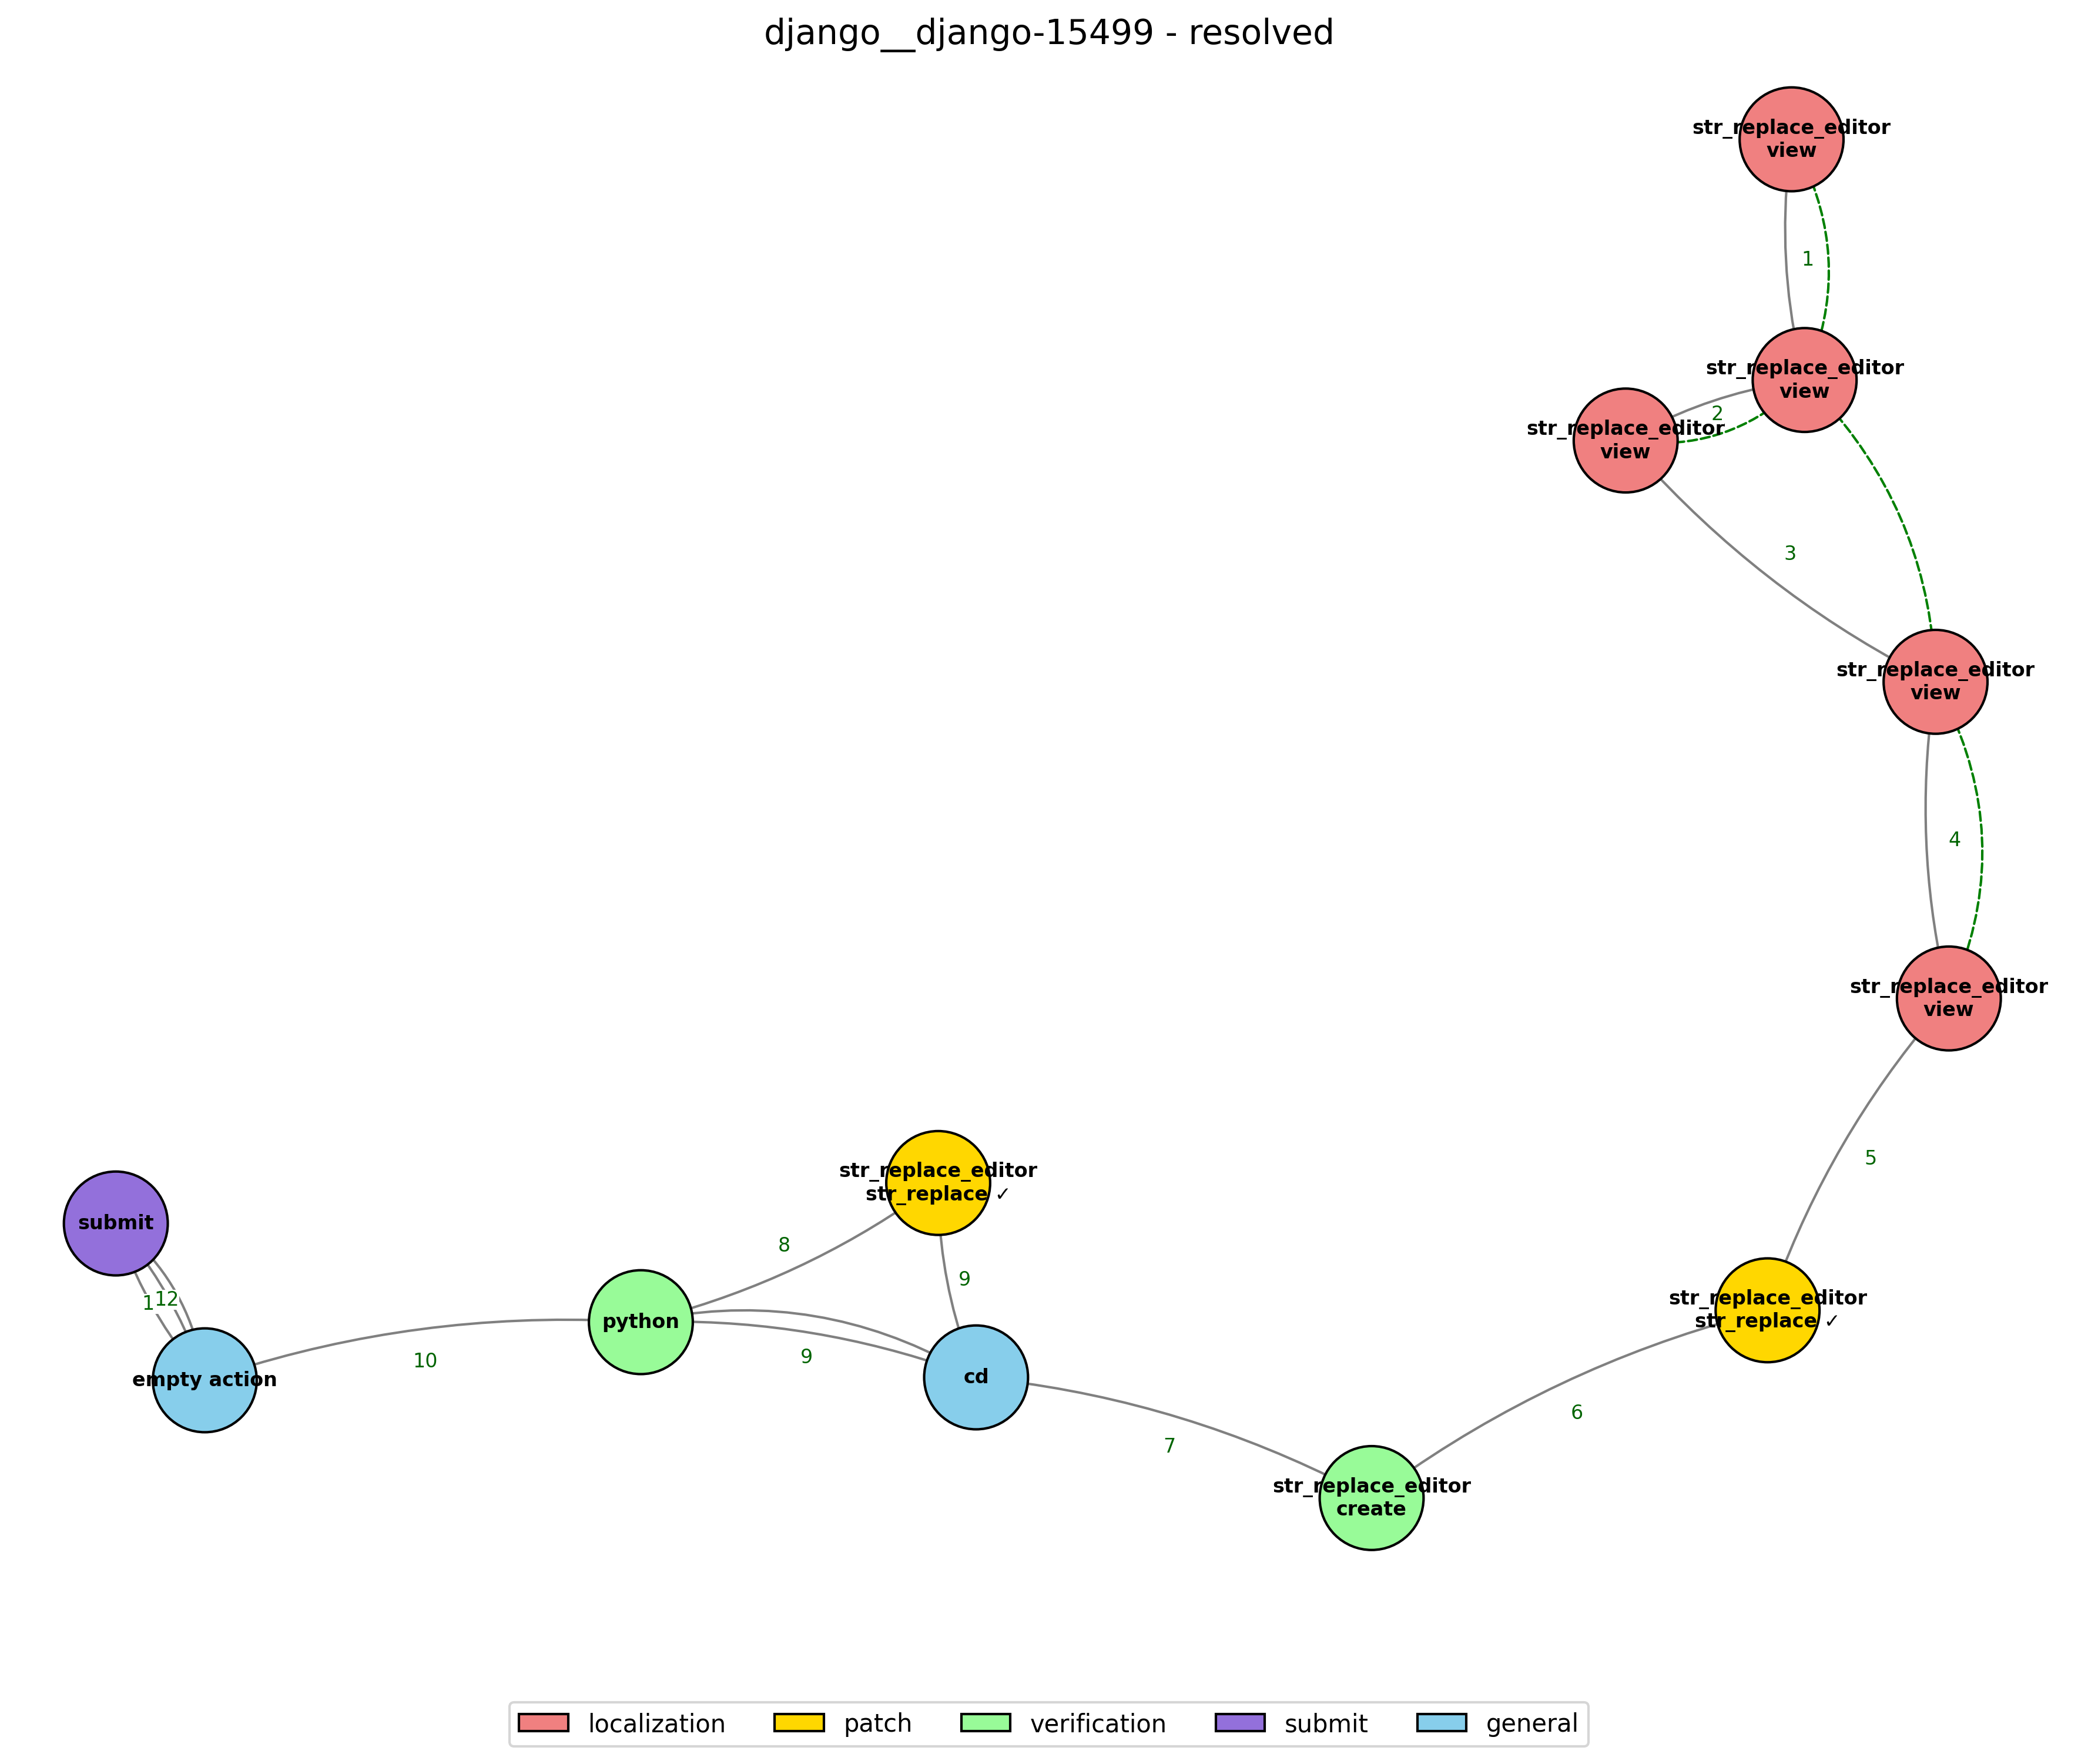 django__django-15499 - resolved
str_replace_editor
view
1
str_replace_editor
view
2
str_replace_editor
view
3
str_replace_editor
view
4
str_replace_editor
view
5
str_replace_editor
str_replace ✓
8
str_replace_editor
str_replace ✓
submit
9
12
python
9
10
empty action
cd
6
7
str_replace_editor
create
localization
patch
verification
submit
general